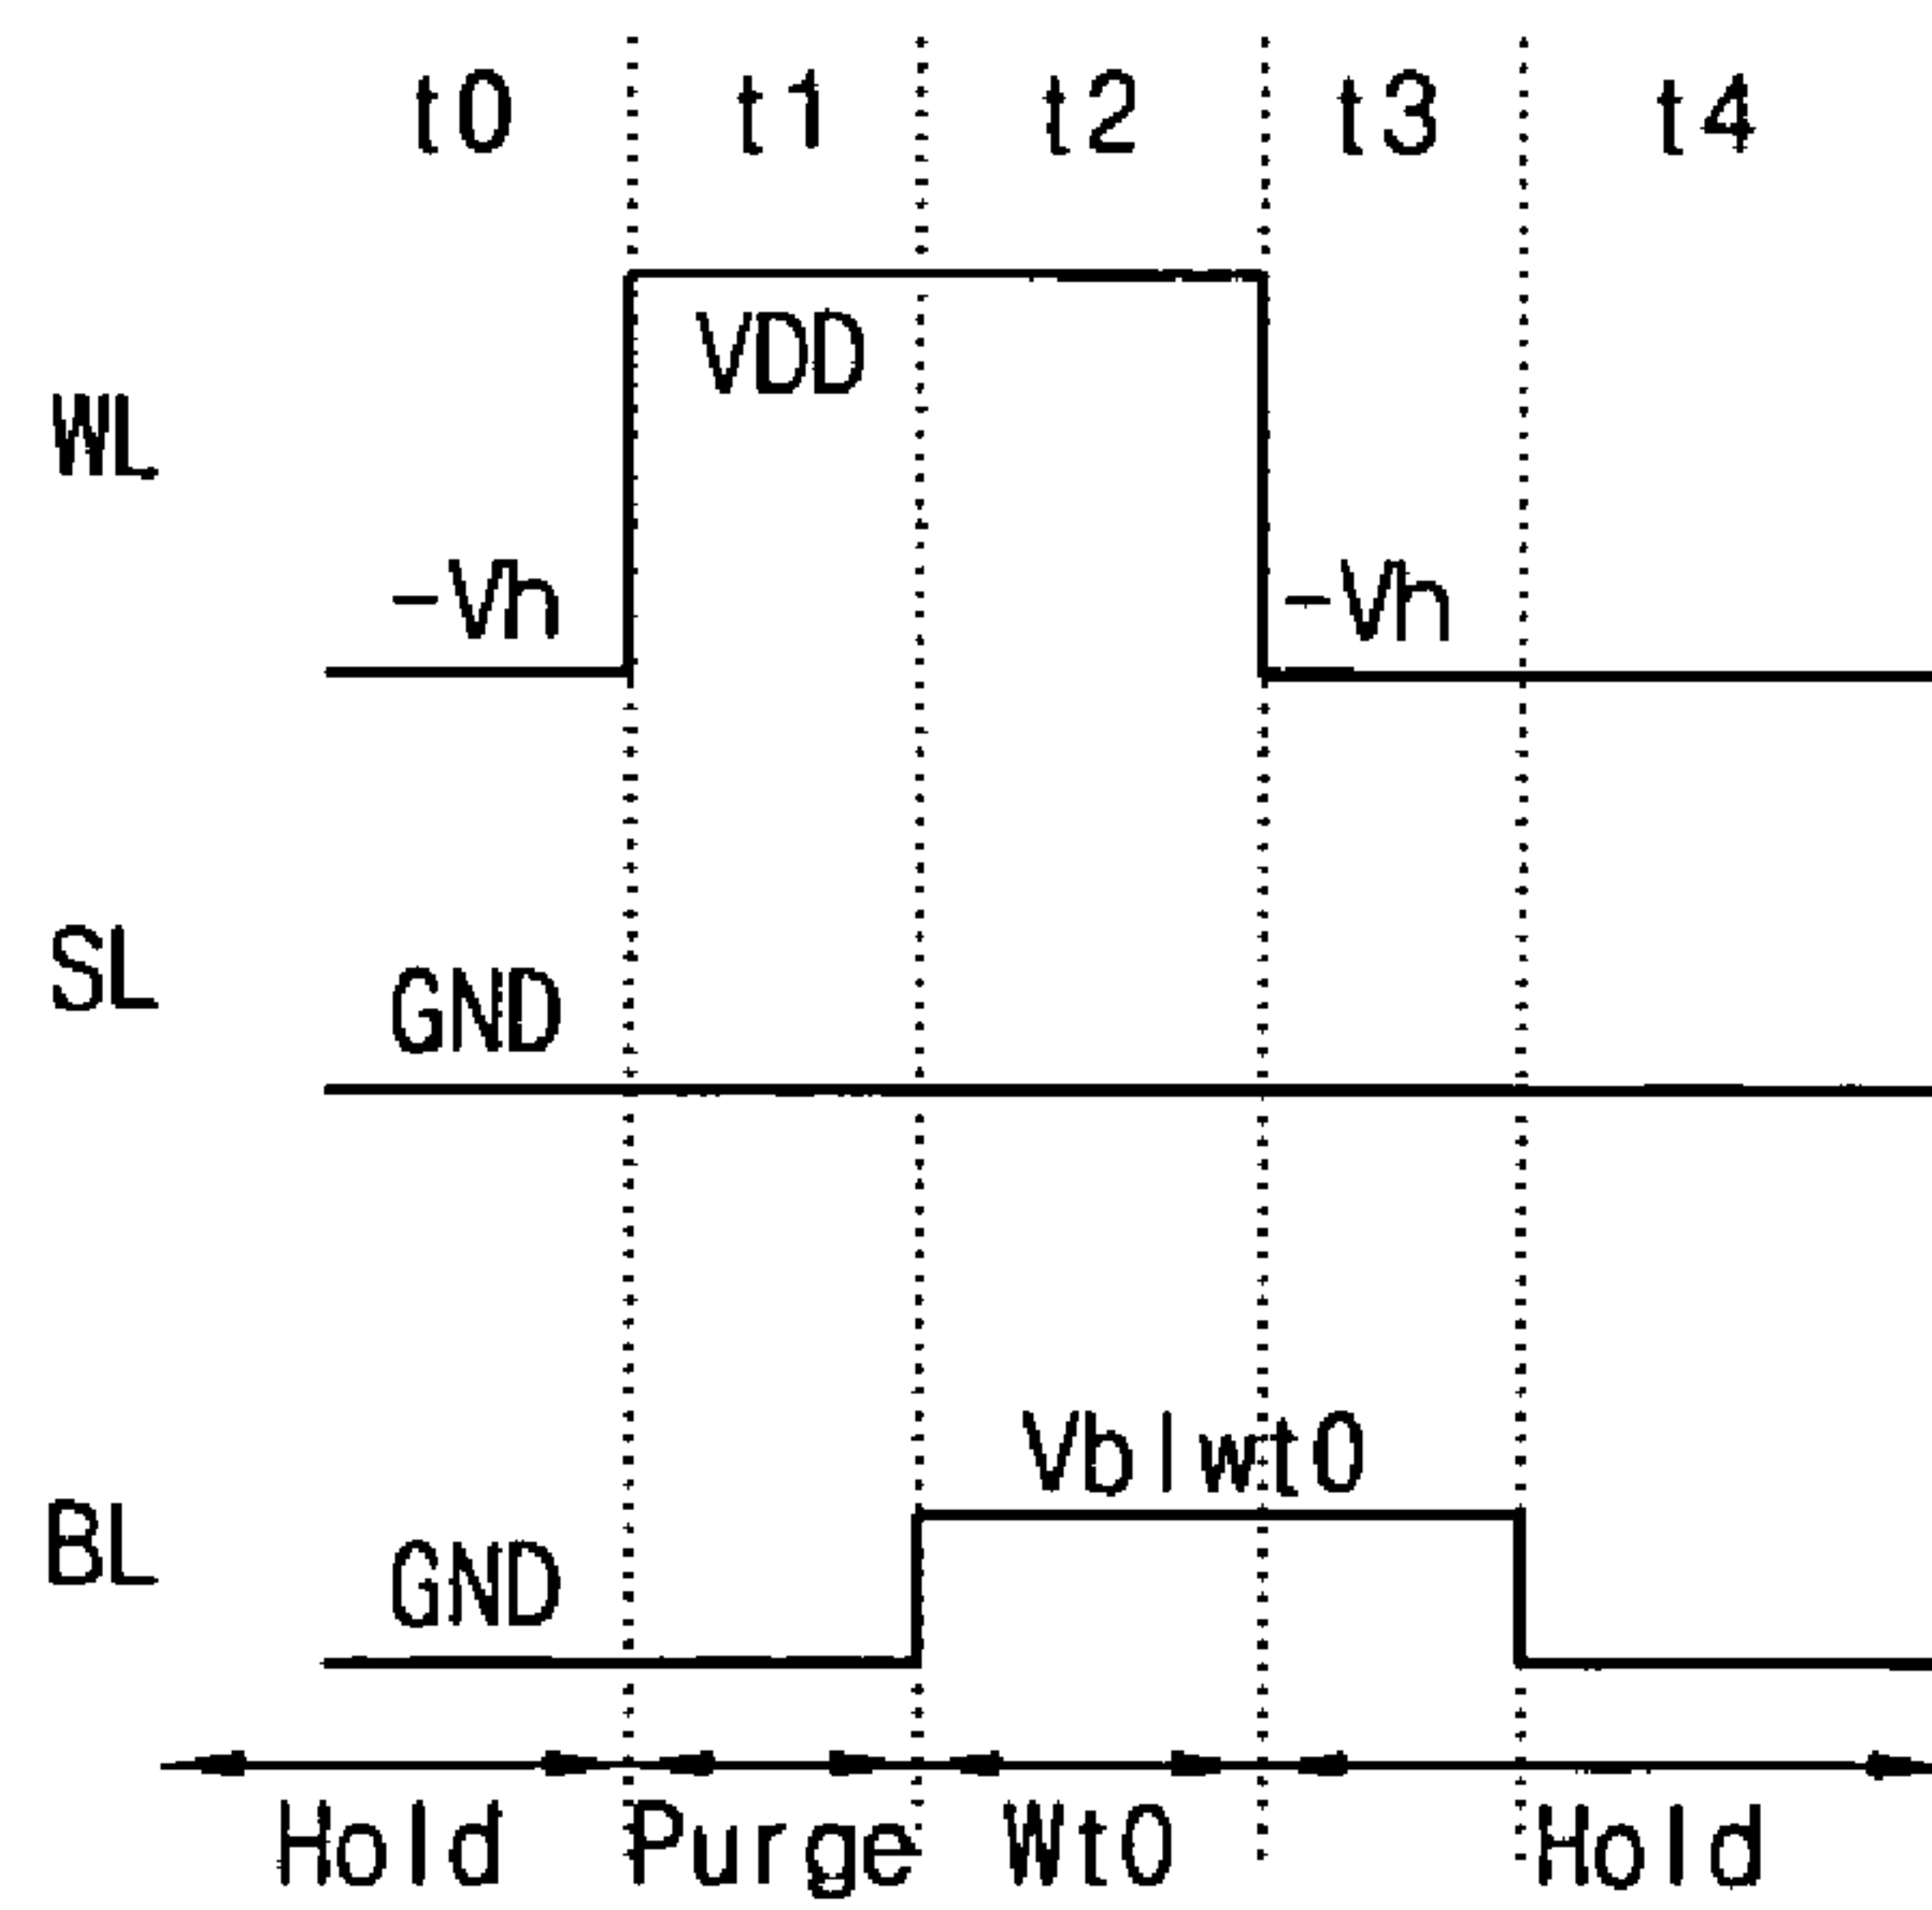 t0 t1 t2 t3 t4
VDD
WL
-Vh -Vh
SL
GND
Vblwt0
BL
GND
Hold Purge Wt0 Hold